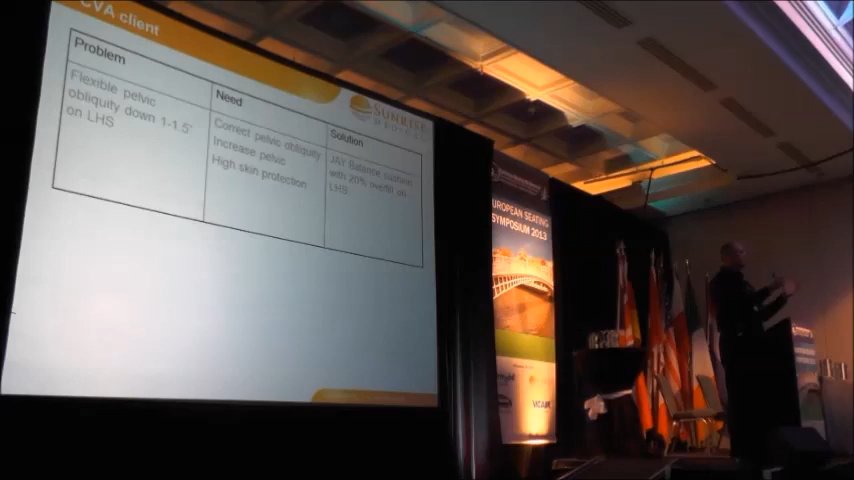 CVA client
Problem
Flexible pelvic
obliquity down 1-1.5"
on LHS
Need
Correct pelvic obliquity
Increase pelvic
High skin protection
Solution
JAY Balance cushion
with 20% overfill on
LHS
SUNRISE
MEDICAL
EUROPEAN SEATING
SYMPOSIUM 2013